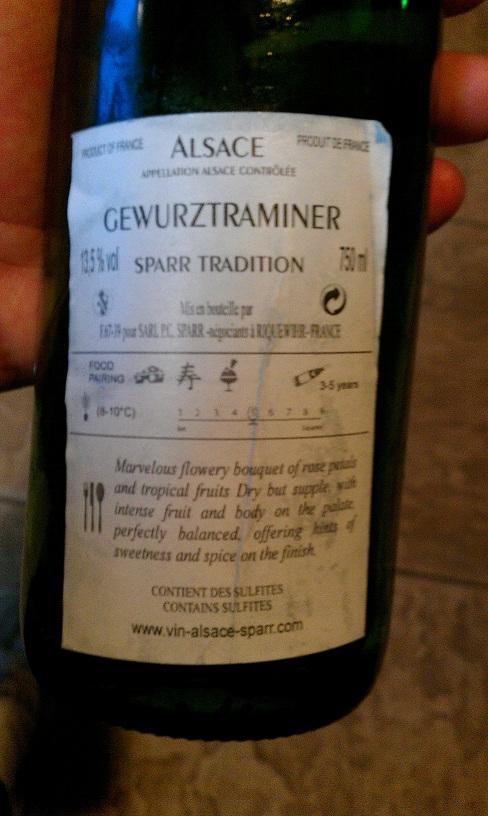 PRODUCT OF FRANCE ALSACE PRODUIT DE FRANCE
APPELLATION ALSACE CONTRÔLÉE
GEWURZTRAMINER
13,5 % vol SPARR TRADITION 750 ml
Mis en bouteille par
F.67-39 pour SARL P.C. SPARR -négociants à RIQUEWIHR- FRANCE
FOOD
PAIRING
3-5 years
(8-10°C) 1 2 3 4 5 6 7 8 9
Marvelous flowery bouquet of rose petals
and tropical fruits Dry but supple, with
intense fruit and body on the palate,
perfectly balanced, offering hints of
sweetness and spice on the finish.
CONTIENT DES SULFITES
CONTAINS SULFITES
www.vin-alsace-sparr.com